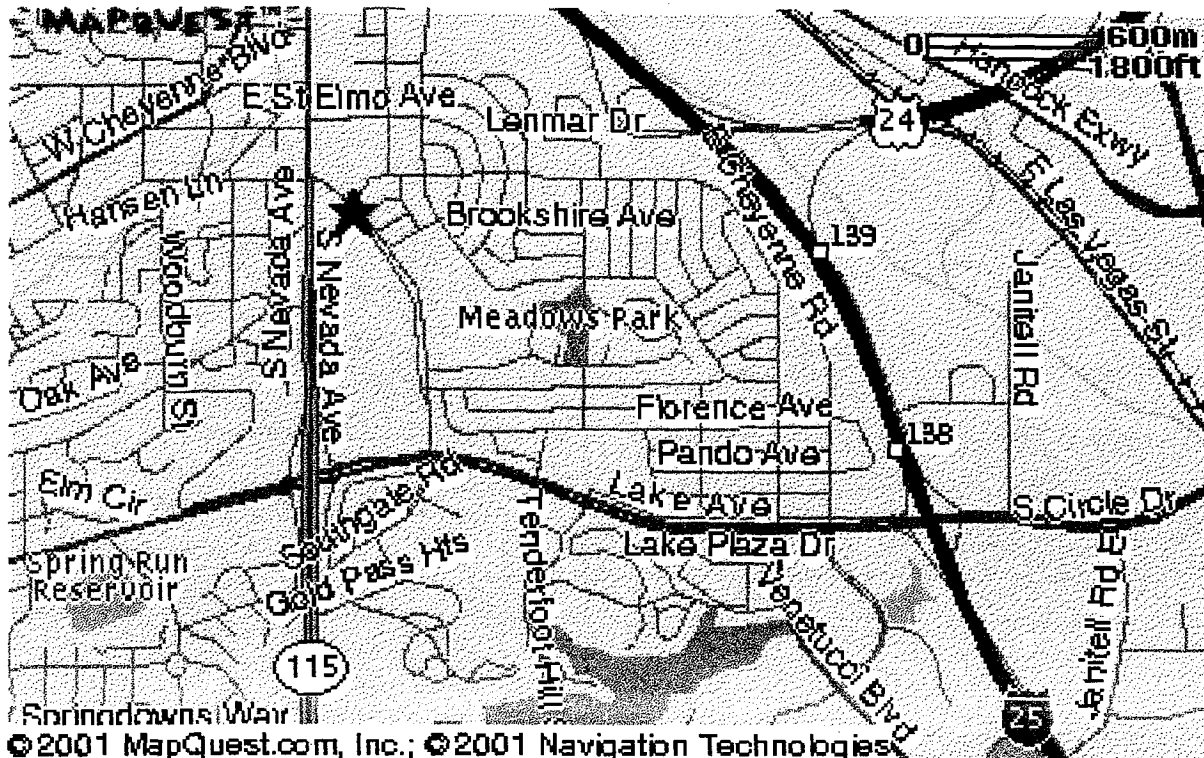 MAPQUEST
0
600m
1800ft
W Cheyenne Blvd
E St Elmo Ave
Lenmar Dr
24
Hancock Exwy
Hansen Ln
S Nevada Ave
Brookshire Ave
S Cheyenne Rd
139
E Las Vegas St
Woodburn St
S Nevada Ave
Meadows Park
Janitell Rd
Oak Ave
Florence Ave
138
Pando Ave
Elm Cir
Lake Ave
S Circle Dr
Southgate Rd
Lake Plaza Dr
Spring Run
Reservoir
Gold Pass Hts
Tenderfoot Hill S
Venetucci Blvd
Janitell Rd
115
25
Springdowns Way
©2001 MapQuest.com, Inc.; ©2001 Navigation Technologies